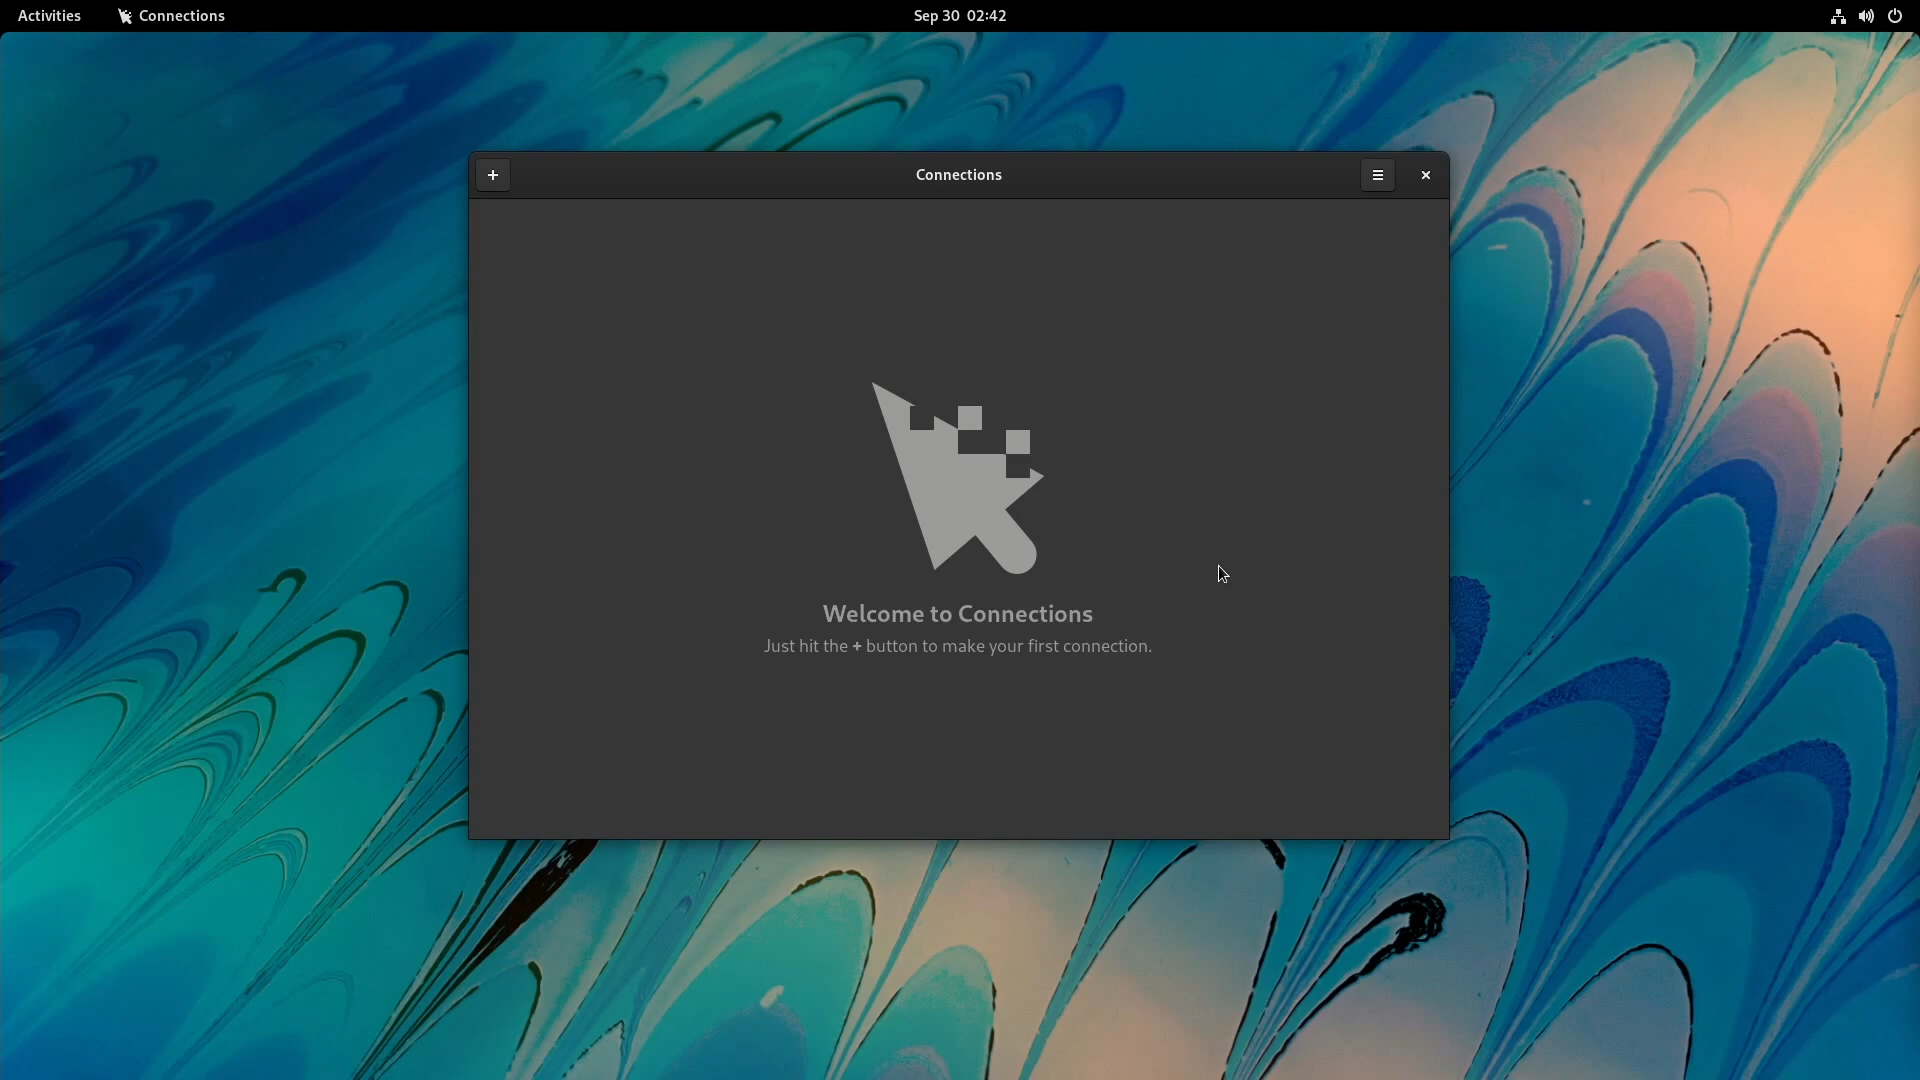 Activities
Connections
Sep 30 02:42
Connections
Welcome to Connections
Just hit the + button to make your first connection.